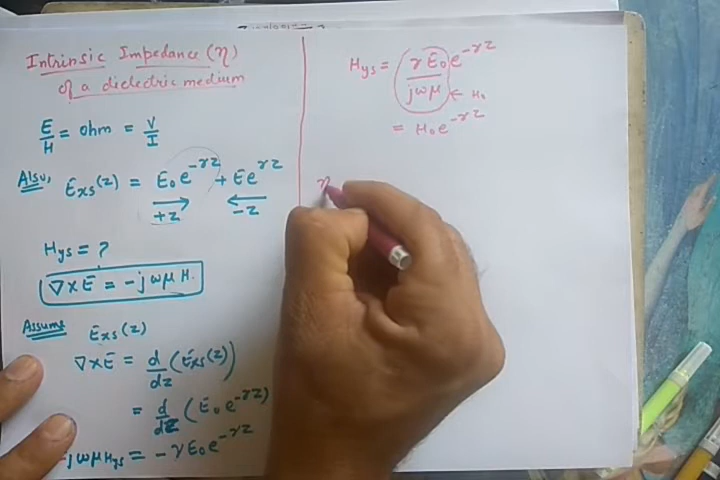 Intrinsic Impedance (η)
of a dielectric medium
E/H = ohm = V/I
Also, Exs(z) = E₀e^-γz + Ee^γz
+z -z
Hys = ?
∇×E = -jωμ H.
Assume Exs(z)
∇×E = d/dz (Exs(z))
= d/dz (E₀e^-γz)
jωμHys = -γE₀e^-γz
Hys = γE₀/jωμ e^-γz
← H₀
= H₀e^-γz
η